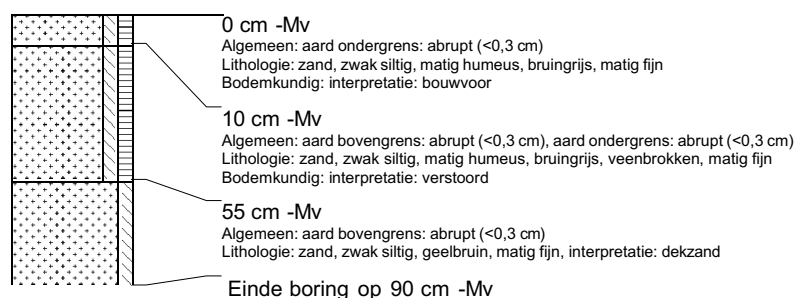 0 cm -Mv
Algemeen: aard ondergrens: abrupt (<0,3 cm)
Lithologie: zand, zwak siltig, matig humeus, bruingrijs, matig fijn
Bodemkundig: interpretatie: bouwvoor
10 cm -Mv
Algemeen: aard bovengrens: abrupt (<0,3 cm), aard ondergrens: abrupt (<0,3 cm)
Lithologie: zand, zwak siltig, matig humeus, bruingrijs, veenbrokken, matig fijn
Bodemkundig: interpretatie: verstoord
55 cm -Mv
Algemeen: aard bovengrens: abrupt (<0,3 cm)
Lithologie: zand, zwak siltig, geelbruin, matig fijn, interpretatie: dekzand
Einde boring op 90 cm -Mv